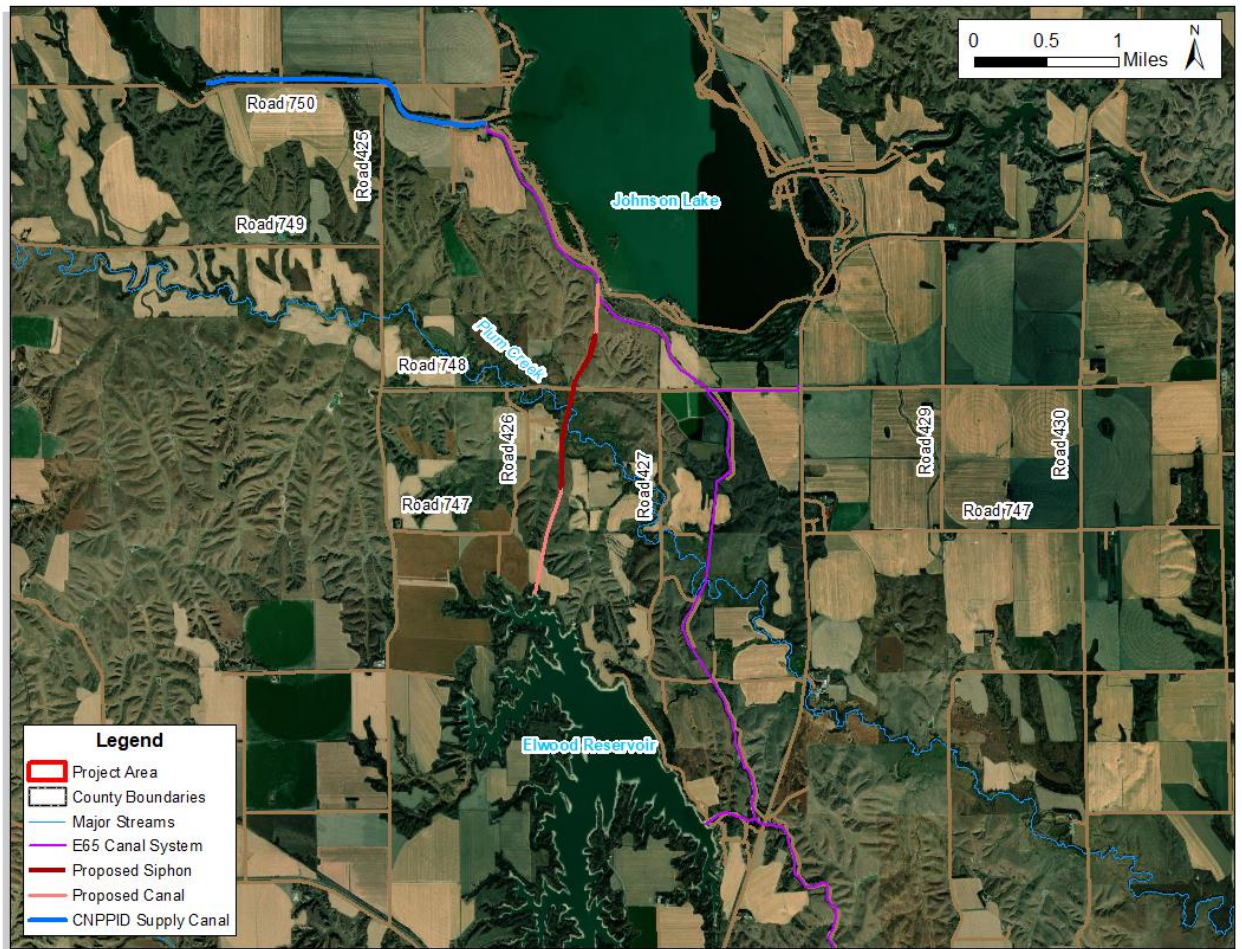 0 0.5 1
Miles
N
Road 750
Road 425
Johnson Lake
Road 749
Plum Creek
Road 748
Road 426
Road 427
Road 429
Road 430
Road 747
Road 747
Elwood Reservoir
Legend
Project Area
County Boundaries
Major Streams
E65 Canal System
Proposed Siphon
Proposed Canal
CNPPID Supply Canal